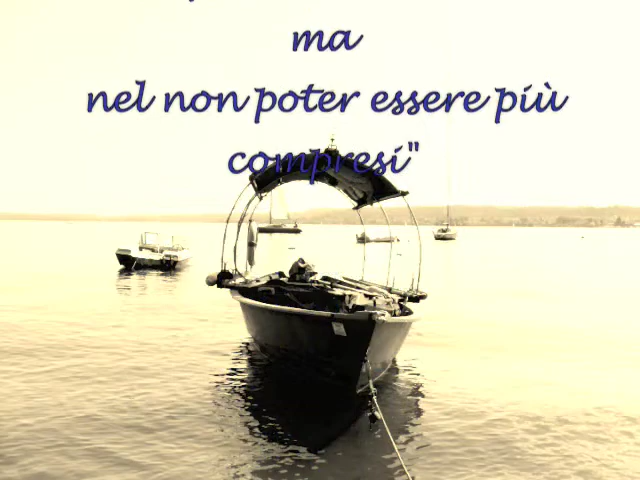 ma
nel non poter essere più
compresi"